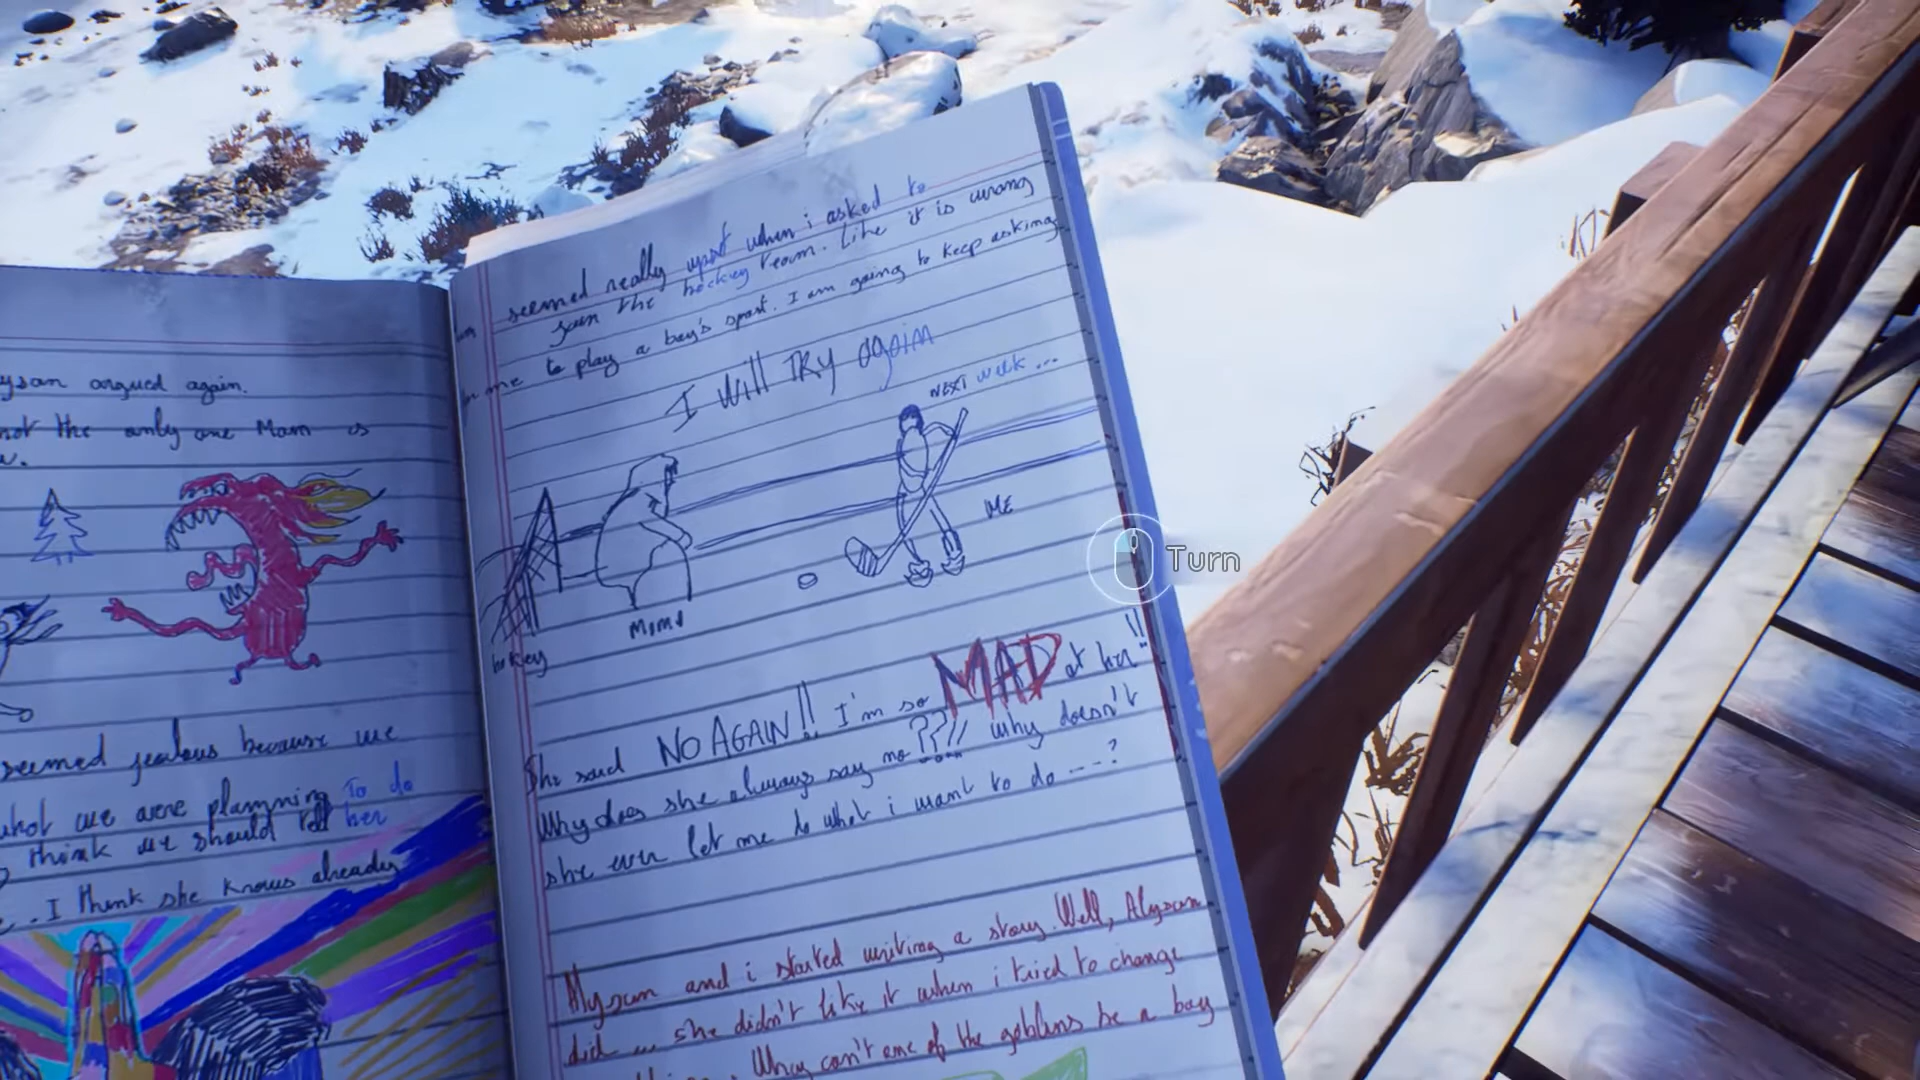 ysan argued again.
not the only one Mom is
seemed jealous because we
what we were planning To do
think we should tell her
... I think she knows already
seemed really upset when i asked to
join the hockey team. Like it is wrong
me to play a boy's sport. I am going to keep asking
I Will TRY Again
NEXT week ...
ME
MOM
hockey
She said NO AGAIN!! I'm so MAD at her!!
Why does she always say no ??!! why doesn't
she ever let me do what i want to do ---?
Alyson and i started writing a story. Well, Alyson
did ... she didn't like it when i tried to change
Why can't one of the goblins be a boy
Turn